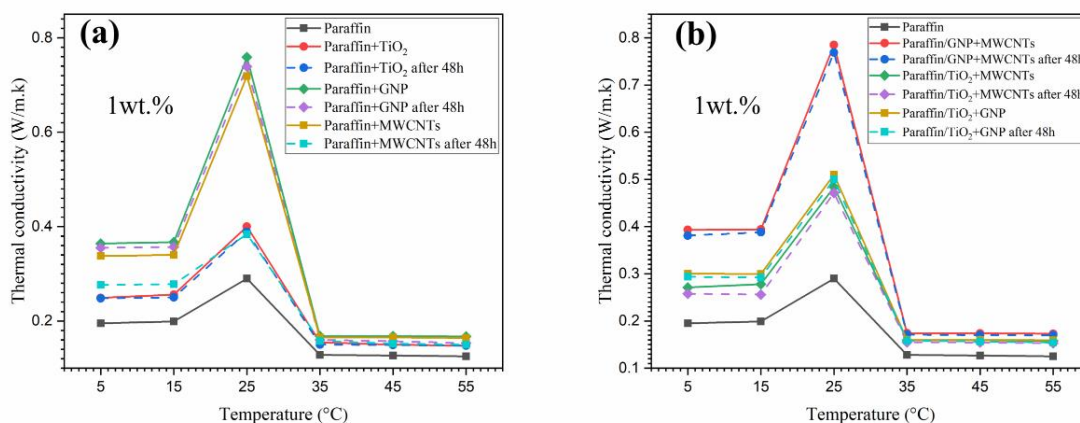 (a)
1wt.%
Paraffin
Paraffin+TiO₂
Paraffin+TiO₂ after 48h
Paraffin+GNP
Paraffin+GNP after 48h
Paraffin+MWCNTs
Paraffin+MWCNTs after 48h
Thermal conductivity (W/m.k)
0.8
0.6
0.4
0.2
5 15 25 35 45 55
Temperature (°C)
(b)
1wt.%
Paraffin
Paraffin/GNP+MWCNTs
Paraffin/GNP+MWCNTs after 48h
Paraffin/TiO₂+MWCNTs
Paraffin/TiO₂+MWCNTs after 48h
Paraffin/TiO₂+GNP
Paraffin/TiO₂+GNP after 48h
Thermal conductivity (W/m.k)
0.8
0.7
0.6
0.5
0.4
0.3
0.2
0.1
5 15 25 35 45 55
Temperature (°C)